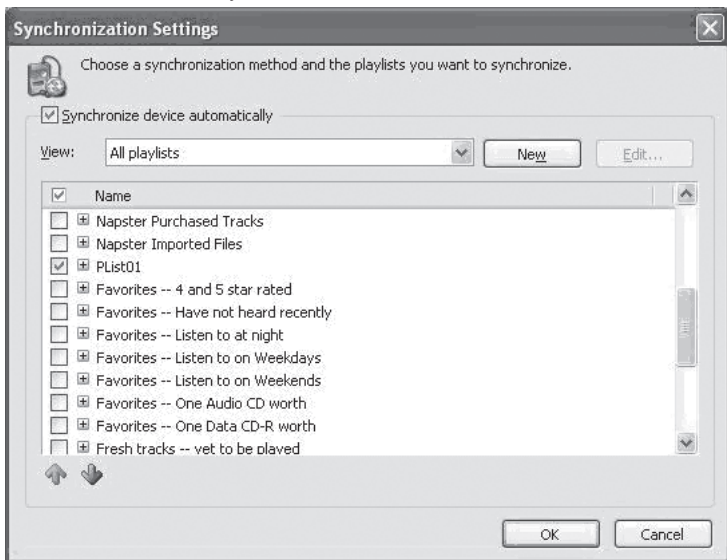 Synchronization Settings
Choose a synchronization method and the playlists you want to synchronize.
Synchronize device automatically
View: All playlists New Edit...
Name
Napster Purchased Tracks
Napster Imported Files
PList01
Favorites -- 4 and 5 star rated
Favorites -- Have not heard recently
Favorites -- Listen to at night
Favorites -- Listen to on Weekdays
Favorites -- Listen to on Weekends
Favorites -- One Audio CD worth
Favorites -- One Data CD-R worth
Fresh tracks -- yet to be played
OK Cancel